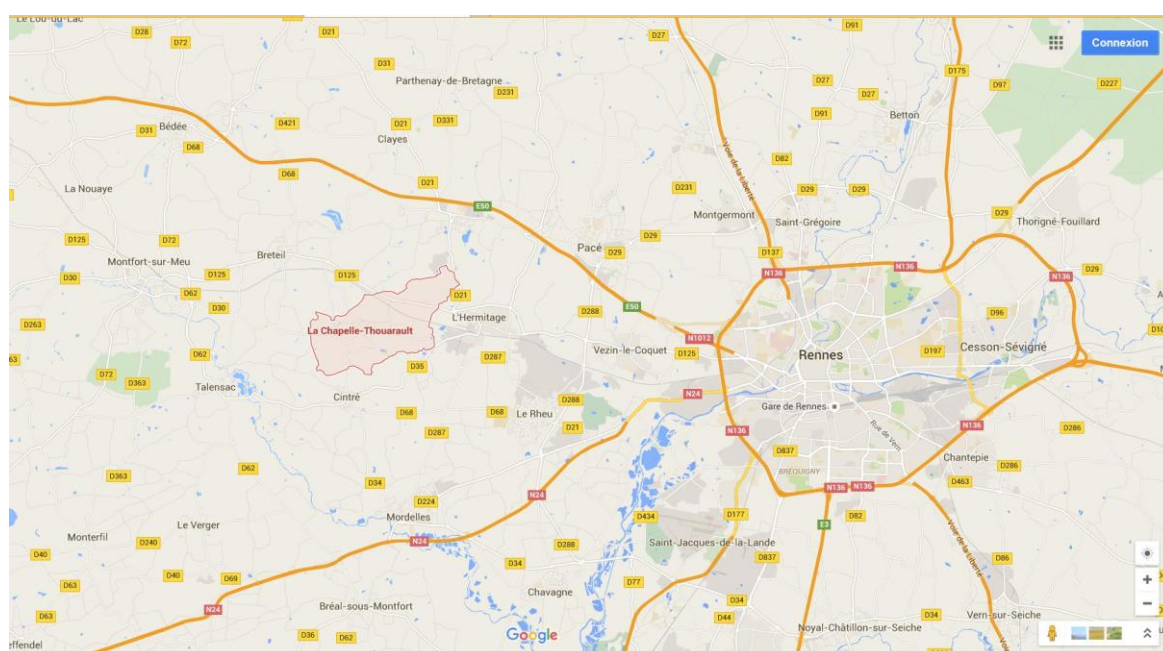 Le Lou-du-Lac
D28
D72
D21
D27
D91
Connexion
D31
Parthenay-de-Bretagne
D231
D27
D175
D97
D227
D27
D421
D21
D331
D91
Betton
D31
Bédée
D68
Clayes
D82
D68
D21
Voie de la Liberté
La Nouaye
D231
D29
D29
E50
Montgermont
Saint-Grégoire
D29
Thorigné-Fouillard
D125
D72
Pacé
D29
D29
D137
Montfort-sur-Meu
Breteil
D30
D125
D125
N136
N136
N136
D29
D62
D21
D30
L'Hermitage
D288
E50
D96
D263
La Chapelle-Thouarault
N1012
D62
D287
Vezin-le-Coquet
D125
Rennes
D197
Cesson-Sévigné
D35
D72
D363
Talensac
Cintré
N24
D288
Gare de Rennes
D68
D68
Le Rheu
D287
D21
N136
Rue de Vern
N136
D286
D837
BRÉQUIGNY
Chantepie
D62
D286
D363
D34
D463
N24
N136
N136
D224
Le Verger
Mordelles
D434
D177
D82
E3
Monterfil
D240
N24
D288
Saint-Jacques-de-la-Lande
Voie de la Liberté
D40
D34
D837
D86
D40
D69
D63
D77
Chavagne
D63
N24
Bréal-sous-Montfort
D34
D44
D34
Vern-sur-Seiche
D36
D62
Google
Noyal-Châtillon-sur-Seiche
effendel